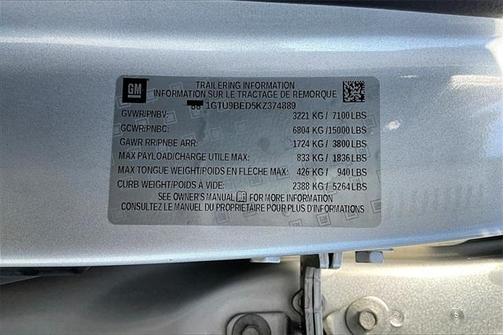 GM
TRAILERING INFORMATION
INFORMATION SUR LE TRACTAGE DE REMORQUE
1GTU9BED5KZ374889
GVWR/PNBV: 3221 KG / 7100 LBS
GCWR/PNBC: 6804 KG / 15000 LBS
GAWR RR/PNBE ARR: 1724 KG / 3800 LBS
MAX PAYLOAD/CHARGE UTILE MAX: 833 KG / 1836 LBS
MAX TONGUE WEIGHT/POIDS EN FLÈCHE MAX: 426 KG / 940 LBS
CURB WEIGHT/POIDS À VIDE: 2388 KG / 5264 LBS
SEE OWNER'S MANUAL FOR MORE INFORMATION
CONSULTEZ LE MANUEL DU PROPRIÉTAIRE POUR PLUS D'INFORMATIONS